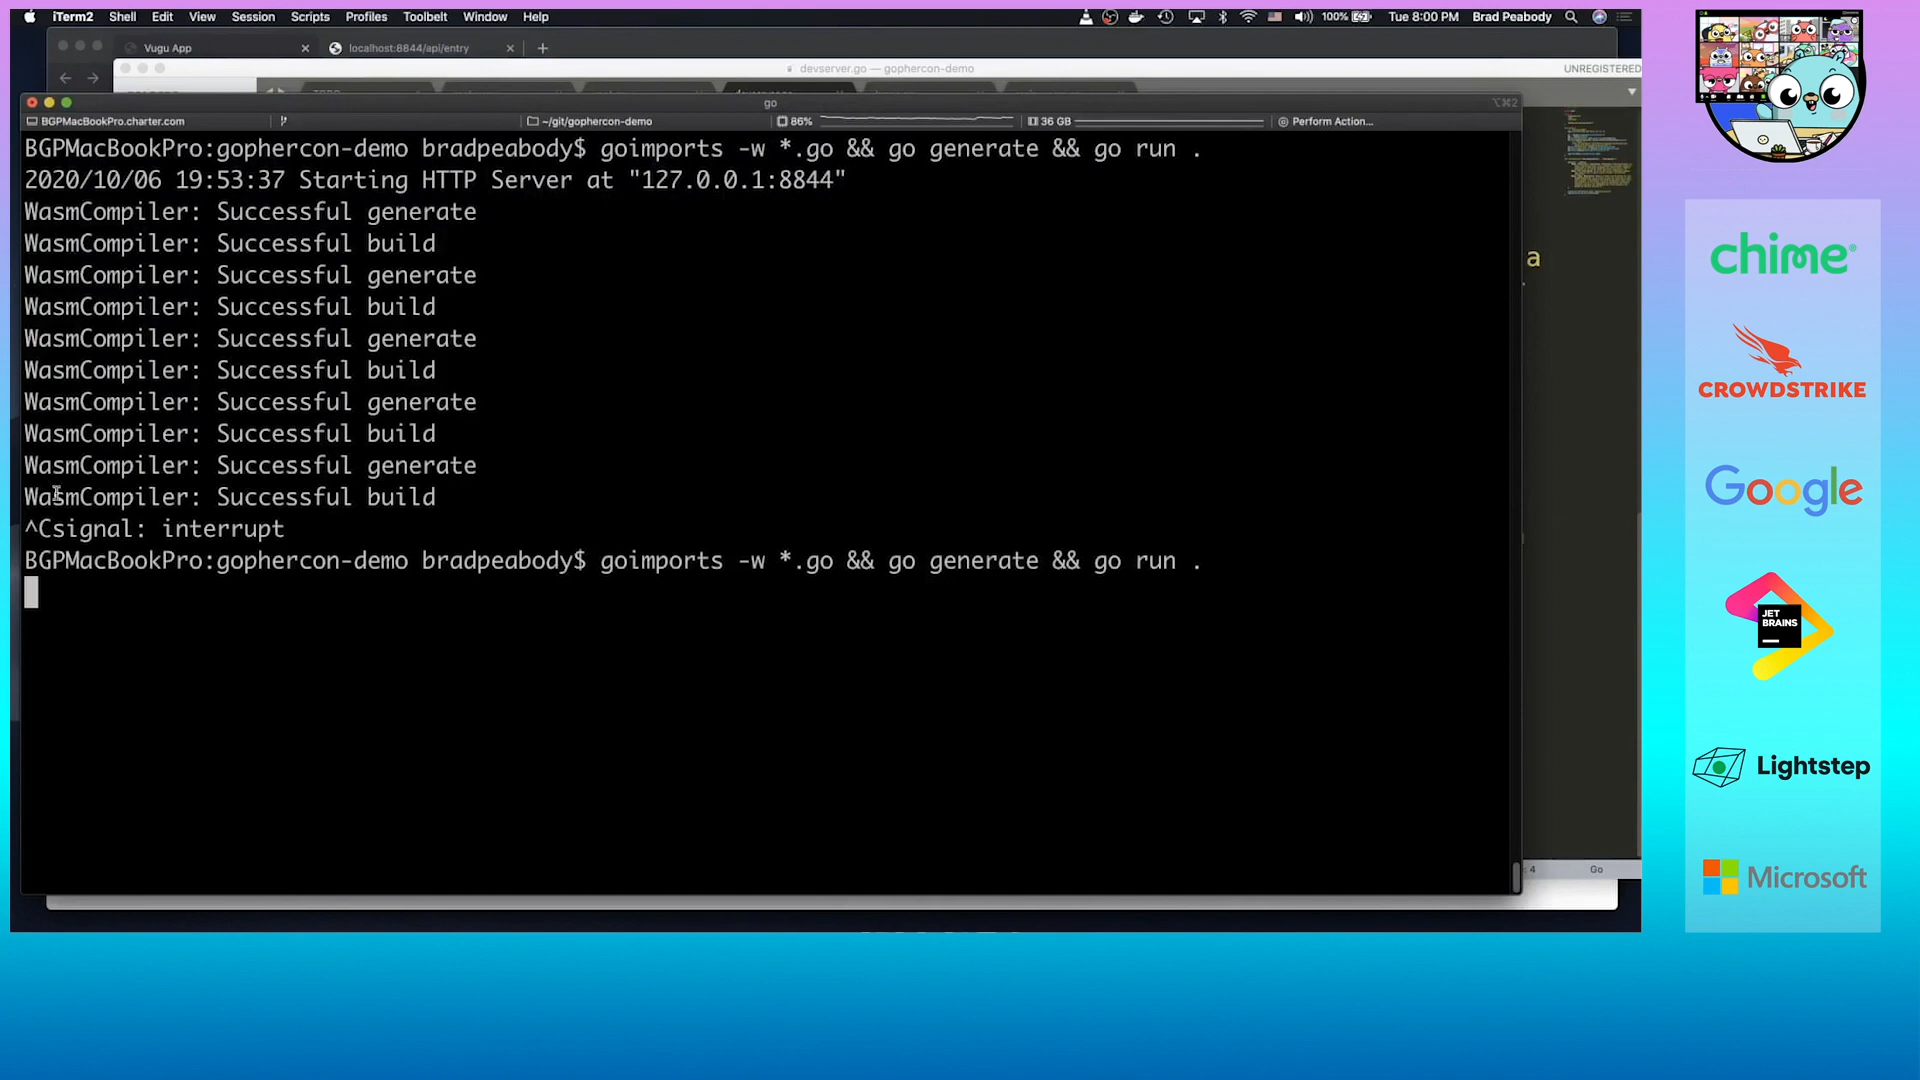 iTerm2 Shell Edit View Session Scripts Profiles Toolbelt Window Help 100% Tue 8:00 PM Brad Peabody
Vugu App localhost:8844/api/entry
devserver.go — gophercon-demo UNREGISTERED
go ⌥⌘2
BGPMacBookPro.charter.com ~/git/gophercon-demo 86% 36 GB Perform Action...
BGPMacBookPro:gophercon-demo bradpeabody$ goimports -w *.go && go generate && go run .
2020/10/06 19:53:37 Starting HTTP Server at "127.0.0.1:8844"
WasmCompiler: Successful generate
WasmCompiler: Successful build
WasmCompiler: Successful generate
WasmCompiler: Successful build
WasmCompiler: Successful generate
WasmCompiler: Successful build
WasmCompiler: Successful generate
WasmCompiler: Successful build
WasmCompiler: Successful generate
WasmCompiler: Successful build
^Csignal: interrupt
BGPMacBookPro:gophercon-demo bradpeabody$ goimports -w *.go && go generate && go run .
a
: 4 Go
chime
CROWDSTRIKE
Google
JET
BRAINS
Lightstep
Microsoft